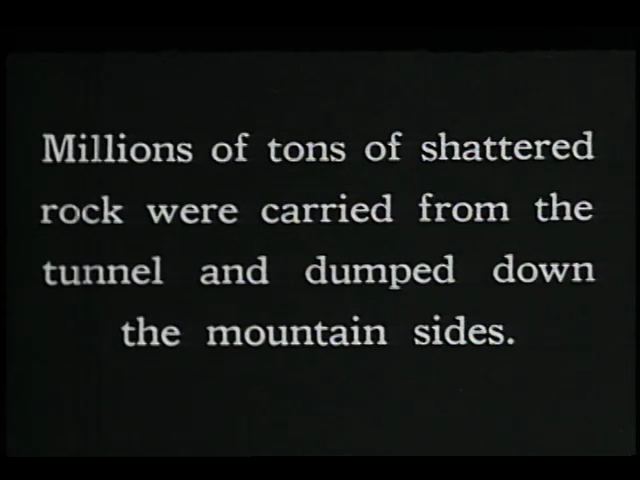 Millions of tons of shattered
rock were carried from the
tunnel and dumped down
the mountain sides.